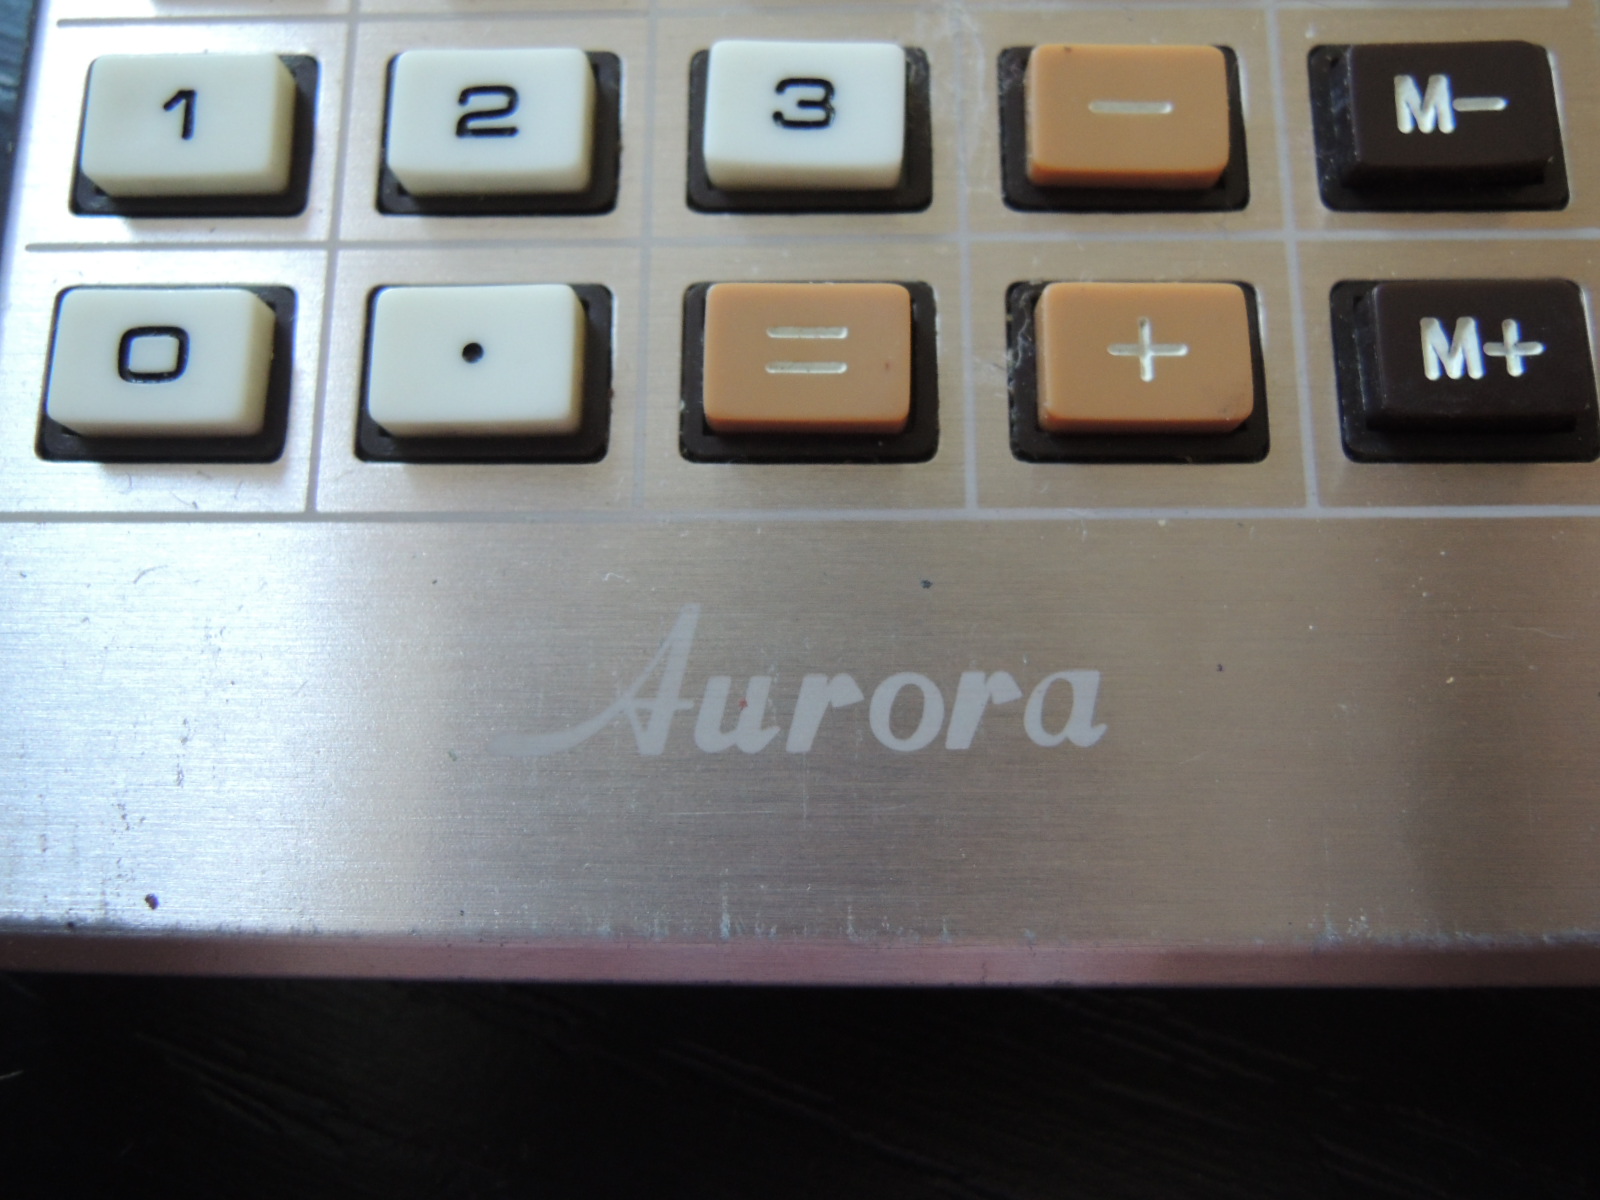 1 2 3 − M−
0 • = + M+
Aurora